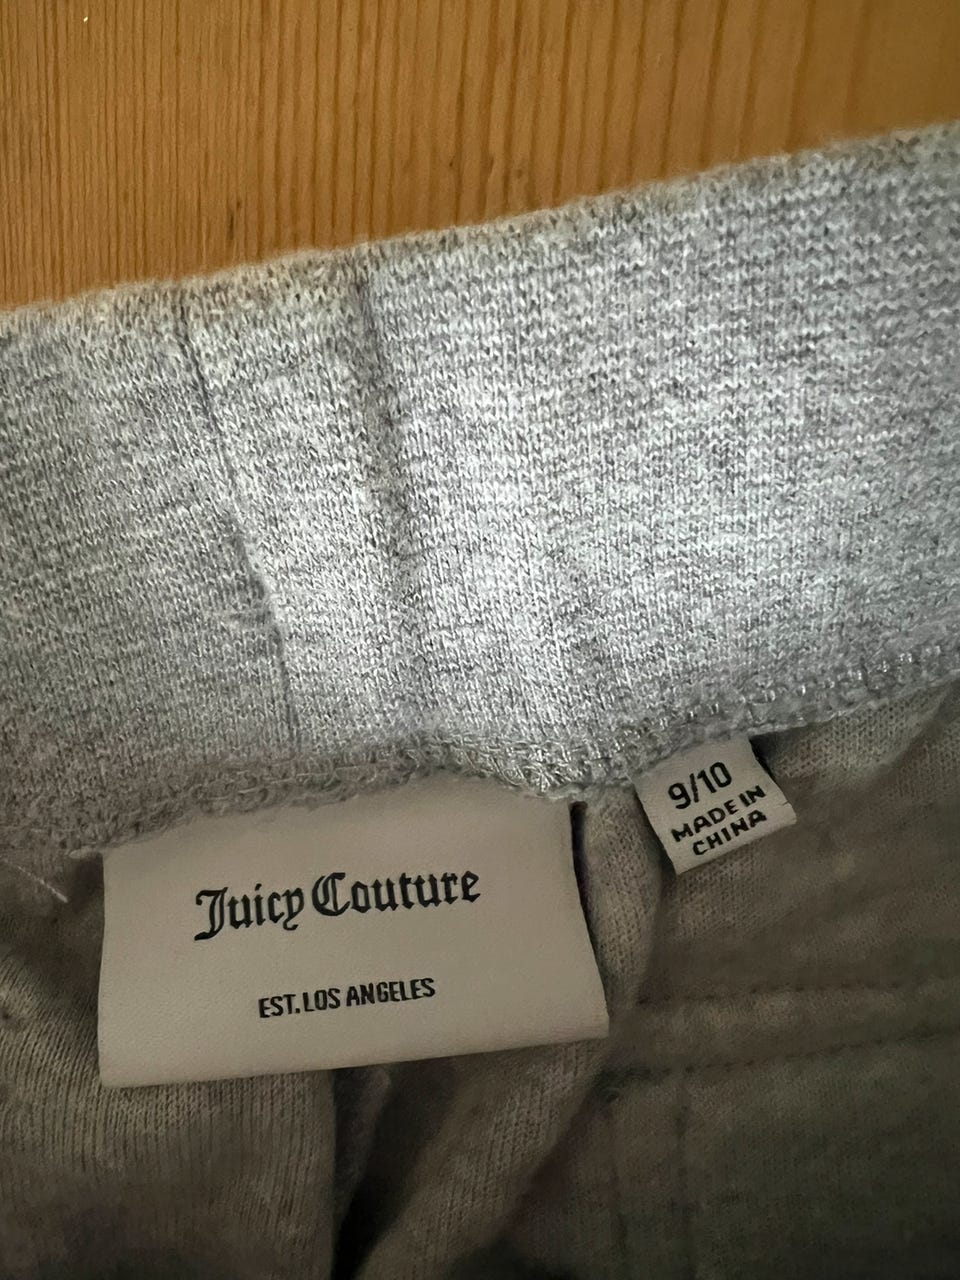 9/10
MADE IN
CHINA
Juicy Couture
EST. LOS ANGELES